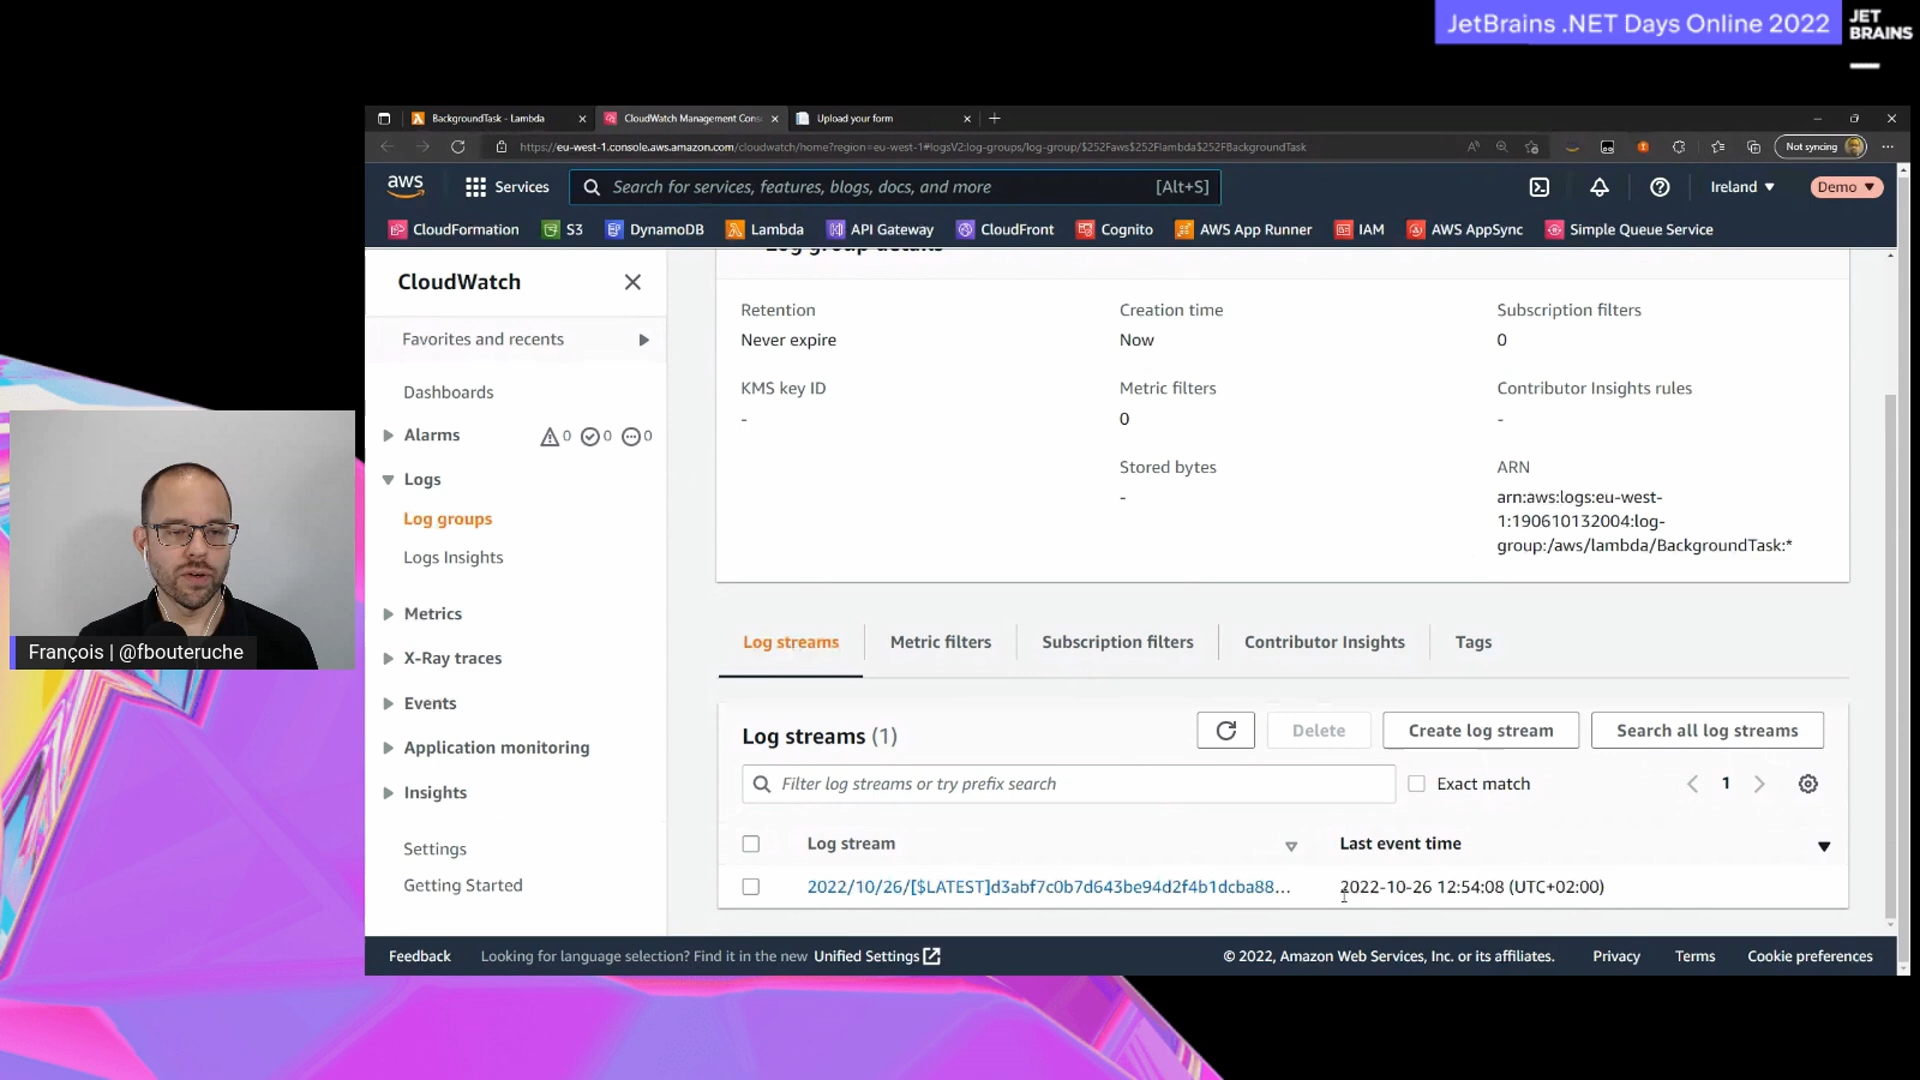 JetBrains .NET Days Online 2022
JET
BRAINS
BackgroundTask - Lambda
CloudWatch Management Cons
Upload your form
https://eu-west-1.console.aws.amazon.com/cloudwatch/home?region=eu-west-1#logsV2:log-groups/log-group/$252Faws$252Flambda$252FBackgroundTask
Not syncing
aws
Services
Search for services, features, blogs, docs, and more
[Alt+S]
Ireland
Demo
CloudFormation
S3
DynamoDB
Lambda
API Gateway
CloudFront
Cognito
AWS App Runner
IAM
AWS AppSync
Simple Queue Service
CloudWatch
Favorites and recents
Dashboards
Alarms
0
0
0
Logs
Log groups
Logs Insights
Metrics
X-Ray traces
Events
Application monitoring
Insights
Settings
Getting Started
Log group details
Retention
Never expire
KMS key ID
-
Creation time
Now
Metric filters
0
Stored bytes
-
Subscription filters
0
Contributor Insights rules
-
ARN
arn:aws:logs:eu-west-
1:190610132004:log-
group:/aws/lambda/BackgroundTask:*
Log streams
Metric filters
Subscription filters
Contributor Insights
Tags
Log streams (1)
Delete
Create log stream
Search all log streams
Filter log streams or try prefix search
Exact match
1
Log stream
Last event time
2022/10/26/[$LATEST]d3abf7c0b7d643be94d2f4b1dcba88...
2022-10-26 12:54:08 (UTC+02:00)
Feedback
Looking for language selection? Find it in the new Unified Settings
© 2022, Amazon Web Services, Inc. or its affiliates.
Privacy
Terms
Cookie preferences
François | @fbouteruche